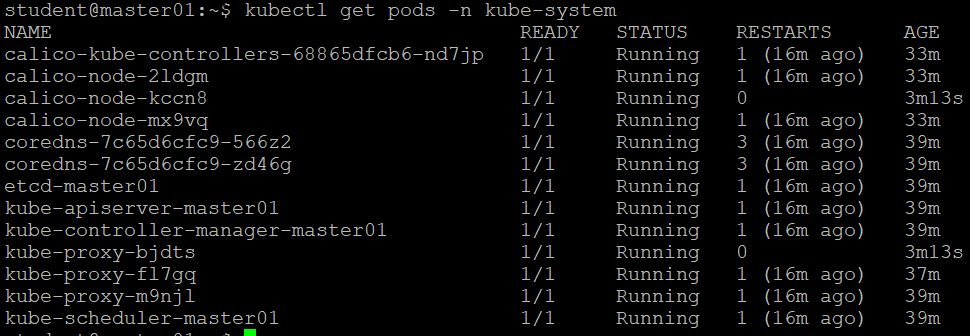 student@master01:~$ kubectl get pods -n kube-system
NAME READY STATUS RESTARTS AGE
calico-kube-controllers-68865dfcb6-nd7jp 1/1 Running 1 (16m ago) 33m
calico-node-2ldgm 1/1 Running 1 (16m ago) 33m
calico-node-kccn8 1/1 Running 0 3m13s
calico-node-mx9vq 1/1 Running 1 (16m ago) 33m
coredns-7c65d6cfc9-566z2 1/1 Running 3 (16m ago) 39m
coredns-7c65d6cfc9-zd46g 1/1 Running 3 (16m ago) 39m
etcd-master01 1/1 Running 1 (16m ago) 39m
kube-apiserver-master01 1/1 Running 1 (16m ago) 39m
kube-controller-manager-master01 1/1 Running 1 (16m ago) 39m
kube-proxy-bjdts 1/1 Running 0 3m13s
kube-proxy-fl7gq 1/1 Running 1 (16m ago) 37m
kube-proxy-m9njl 1/1 Running 1 (16m ago) 39m
kube-scheduler-master01 1/1 Running 1 (16m ago) 39m